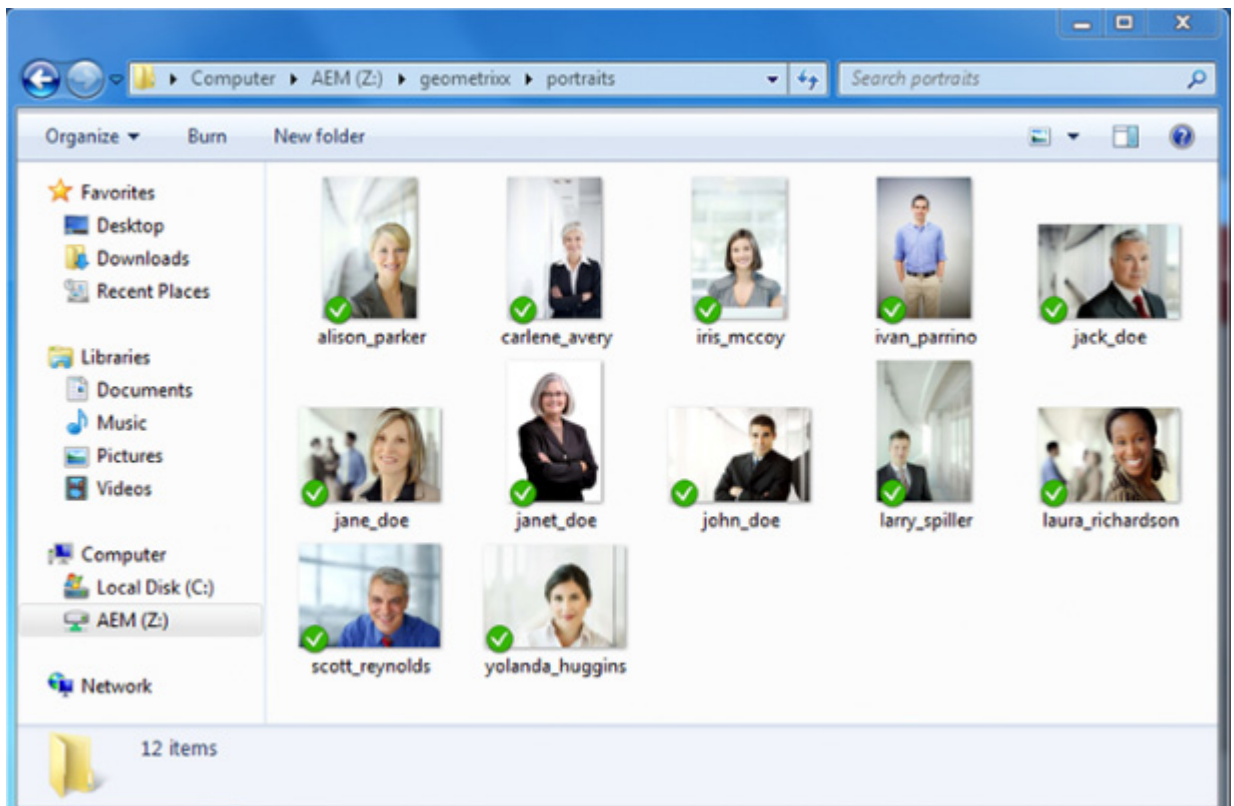 Computer AEM (Z:) geometrixx portraits
Search portraits
Organize Burn New folder
Favorites
Desktop
Downloads
Recent Places
Libraries
Documents
Music
Pictures
Videos
Computer
Local Disk (C:)
AEM (Z:)
Network
alison_parker carlene_avery iris_mccoy ivan_parrino jack_doe
jane_doe janet_doe john_doe larry_spiller laura_richardson
scott_reynolds yolanda_huggins
12 items